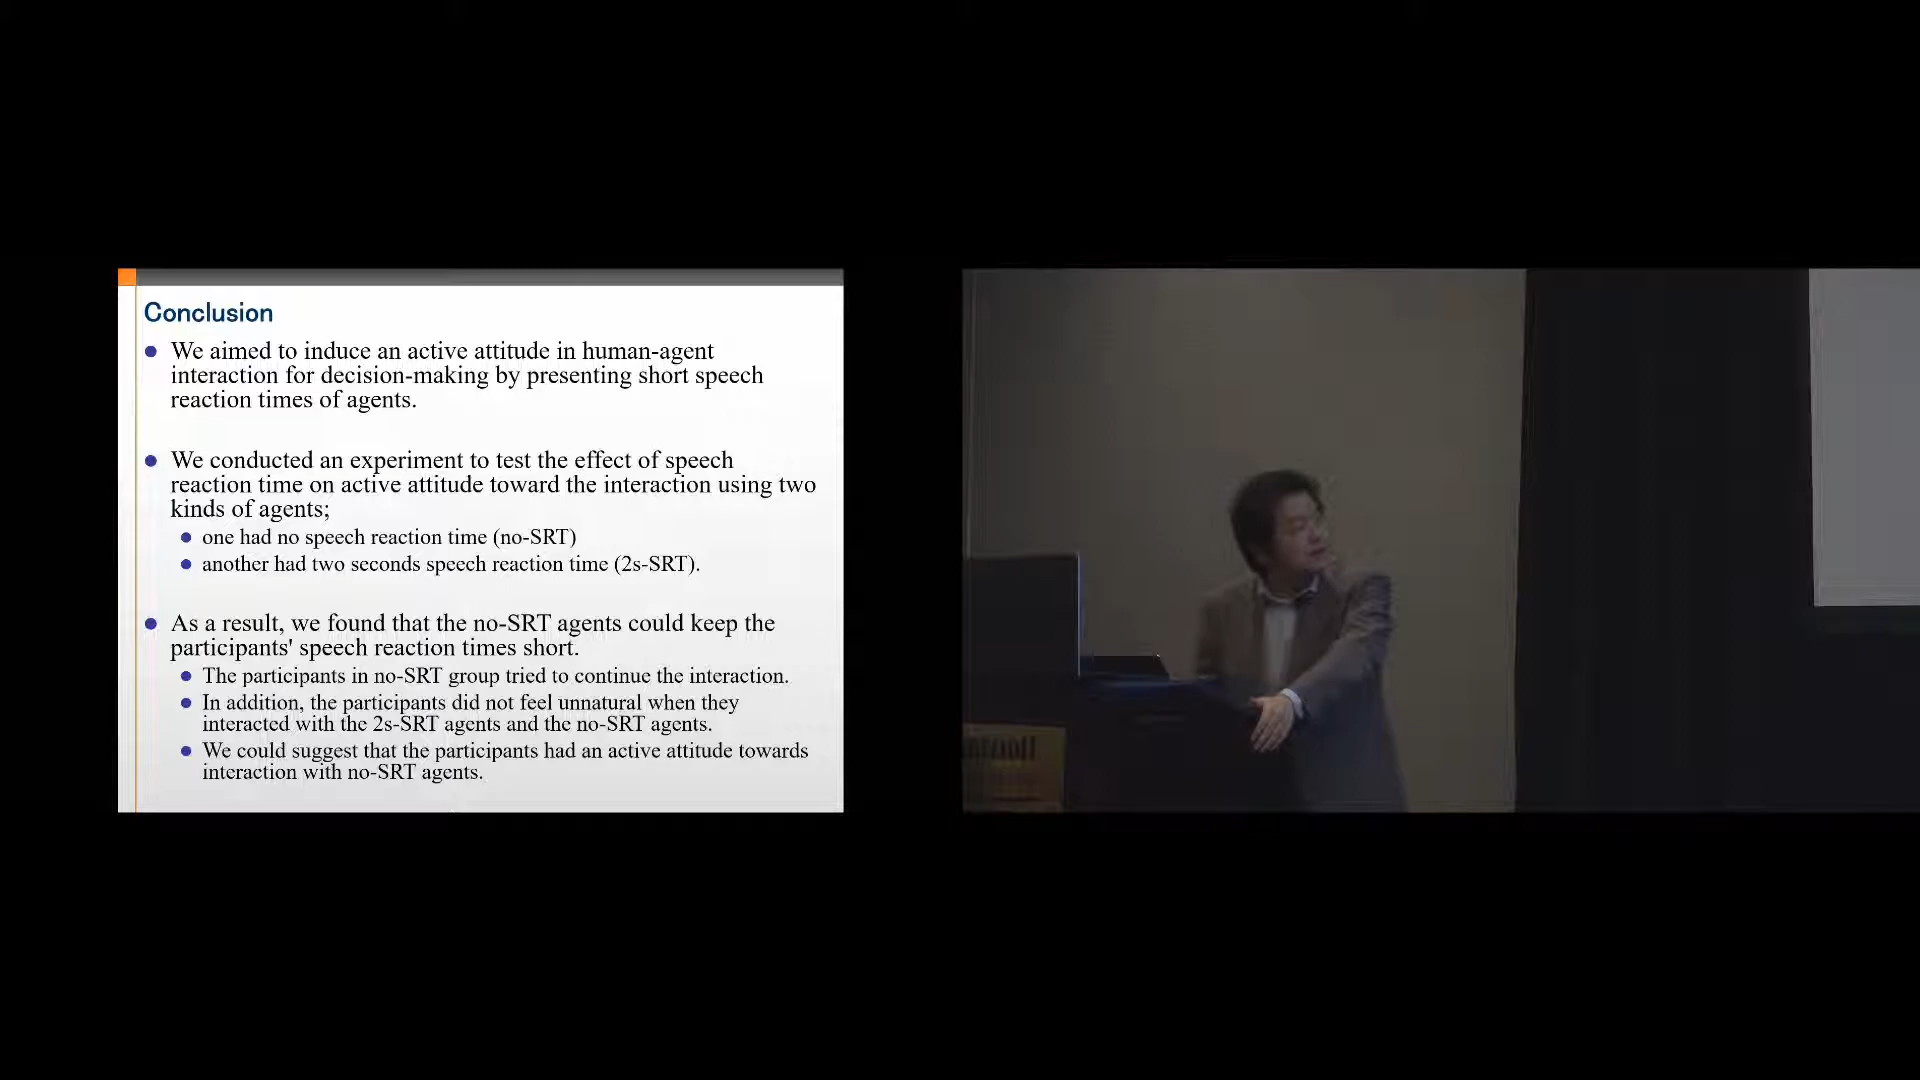 Conclusion
We aimed to induce an active attitude in human-agent
interaction for decision-making by presenting short speech
reaction times of agents.
We conducted an experiment to test the effect of speech
reaction time on active attitude toward the interaction using two
kinds of agents;
one had no speech reaction time (no-SRT)
another had two seconds speech reaction time (2s-SRT).
As a result, we found that the no-SRT agents could keep the
participants' speech reaction times short.
The participants in no-SRT group tried to continue the interaction.
In addition, the participants did not feel unnatural when they
interacted with the 2s-SRT agents and the no-SRT agents.
We could suggest that the participants had an active attitude towards
interaction with no-SRT agents.